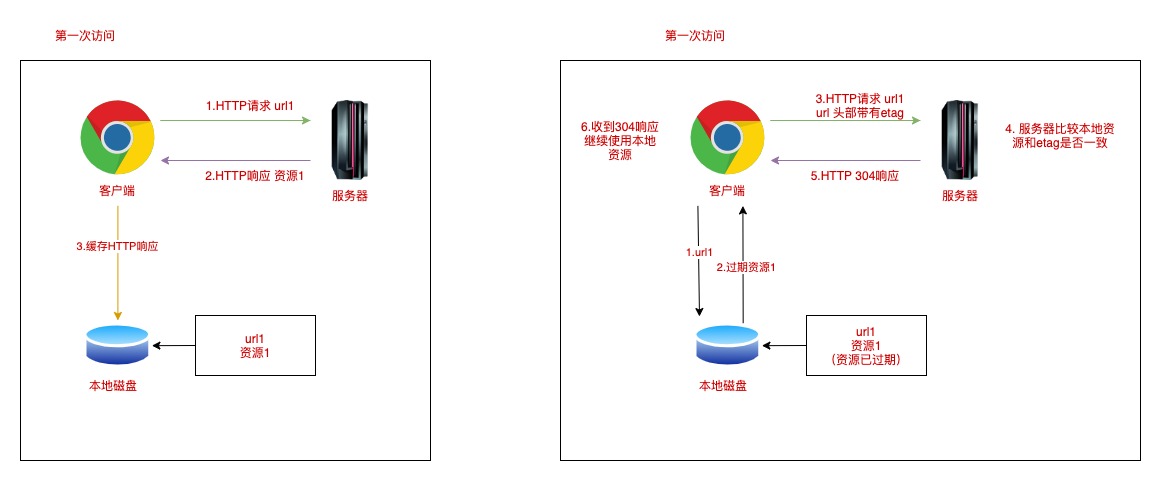 第一次访问
1.HTTP请求 url1
2.HTTP响应 资源1
客户端
服务器
3.缓存HTTP响应
url1
资源1
本地磁盘
第一次访问
3.HTTP请求 url1
url 头部带有etag
6.收到304响应
继续使用本地
资源
4. 服务器比较本地资
源和etag是否一致
5.HTTP 304响应
客户端
服务器
1.url1
2.过期资源1
url1
资源1
（资源已过期）
本地磁盘